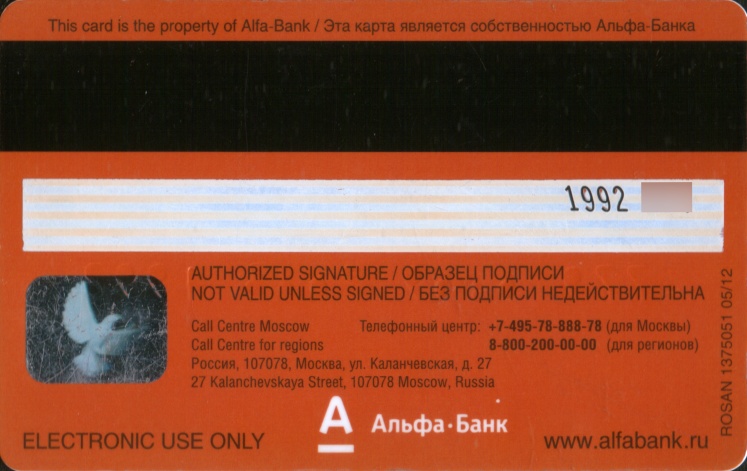 This card is the property of Alfa-Bank / Эта карта является собственностью Альфа-Банка
1992
AUTHORIZED SIGNATURE / ОБРАЗЕЦ ПОДПИСИ
NOT VALID UNLESS SIGNED / БЕЗ ПОДПИСИ НЕДЕЙСТВИТЕЛЬНА
Call Centre Moscow Телефонный центр: +7-495-78-888-78 (для Москвы)
Call Centre for regions 8-800-200-00-00 (для регионов)
Россия, 107078, Москва, ул. Каланчевская, д. 27
27 Kalanchevskaya Street, 107078 Moscow, Russia
ELECTRONIC USE ONLY
А Альфа·Банк
www.alfabank.ru
ROSAN 1375051 05/12